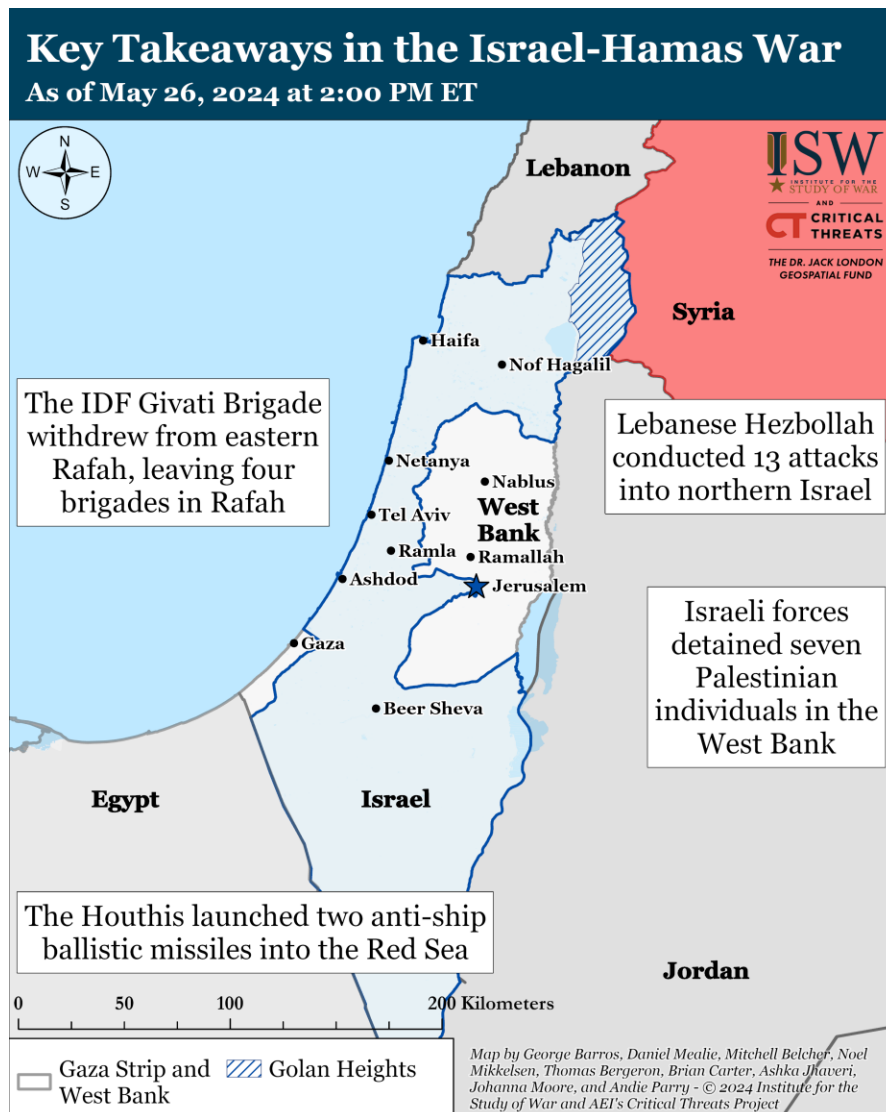 Key Takeaways in the Israel-Hamas War
As of May 26, 2024 at 2:00 PM ET
N
W
E
S
Lebanon
ISW
INSTITUTE FOR THE
STUDY OF WAR
AND
CT CRITICAL
THREATS
THE DR. JACK LONDON
GEOSPATIAL FUND
Syria
Haifa
Nof Hagalil
The IDF Givati Brigade
withdrew from eastern
Rafah, leaving four
brigades in Rafah
Lebanese Hezbollah
conducted 13 attacks
into northern Israel
Netanya
Nablus
West
Bank
Tel Aviv
Ramla
Ramallah
Ashdod
Jerusalem
Gaza
Israeli forces
detained seven
Palestinian
individuals in the
West Bank
Beer Sheva
Egypt
Israel
The Houthis launched two anti-ship
ballistic missiles into the Red Sea
Jordan
0 50 100 200 Kilometers
Gaza Strip and
West Bank
Golan Heights
Map by George Barros, Daniel Mealie, Mitchell Belcher, Noel
Mikkelsen, Thomas Bergeron, Brian Carter, Ashka Jhaveri,
Johanna Moore, and Andie Parry - © 2024 Institute for the
Study of War and AEI's Critical Threats Project